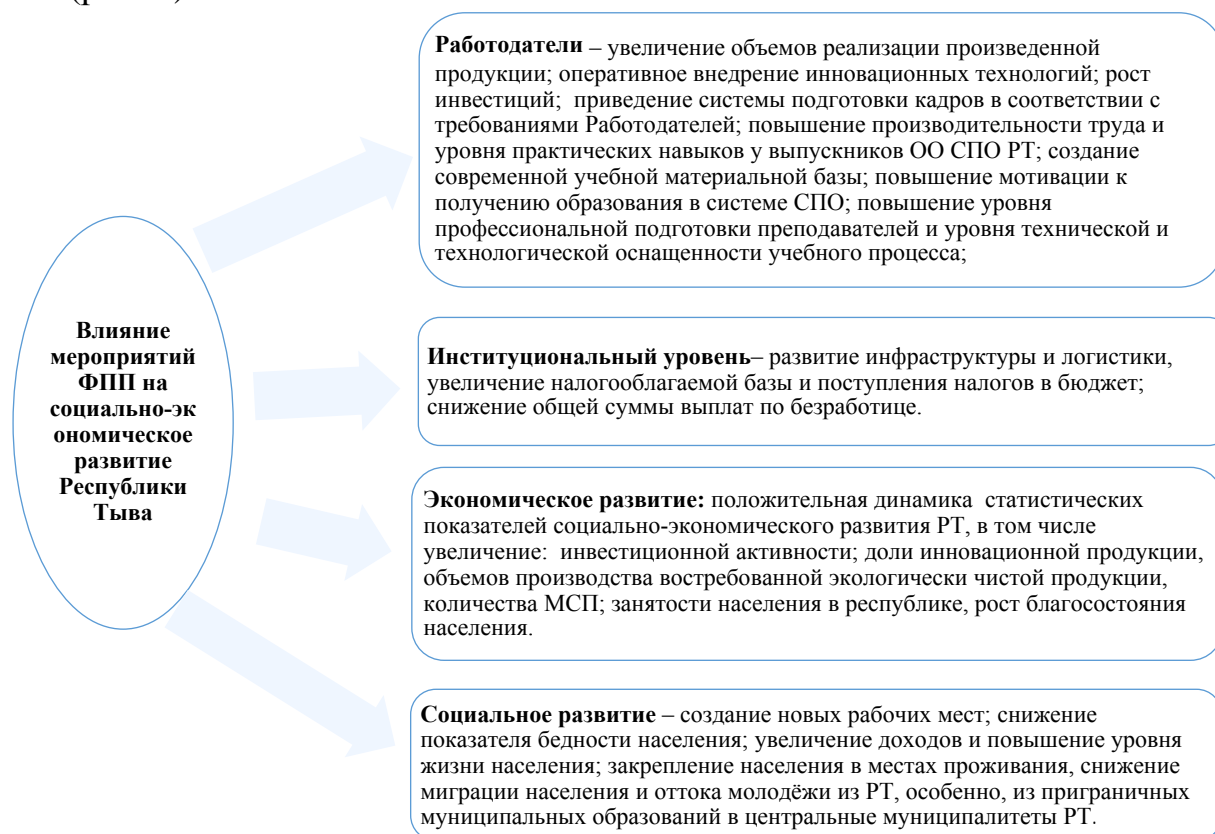 Работодатели – увеличение объемов реализации произведенной
продукции; оперативное внедрение инновационных технологий; рост
инвестиций; приведение системы подготовки кадров в соответствии с
требованиями Работодателей; повышение производительности труда и
уровня практических навыков у выпускников ОО СПО РТ; создание
современной учебной материальной базы; повышение мотивации к
получению образования в системе СПО; повышение уровня
профессиональной подготовки преподавателей и уровня технической и
технологической оснащенности учебного процесса;
Влияние
мероприятий
ФПП на
социально-эк
ономическое
развитие
Республики
Тыва
Институциональный уровень– развитие инфраструктуры и логистики,
увеличение налогооблагаемой базы и поступления налогов в бюджет;
снижение общей суммы выплат по безработице.
Экономическое развитие: положительная динамика статистических
показателей социально-экономического развития РТ, в том числе
увеличение: инвестиционной активности; доли инновационной продукции,
объемов производства востребованной экологически чистой продукции,
количества МСП; занятости населения в республике, рост благосостояния
населения.
Социальное развитие – создание новых рабочих мест; снижение
показателя бедности населения; увеличение доходов и повышение уровня
жизни населения; закрепление населения в местах проживания, снижение
миграции населения и оттока молодёжи из РТ, особенно, из приграничных
муниципальных образований в центральные муниципалитеты РТ.